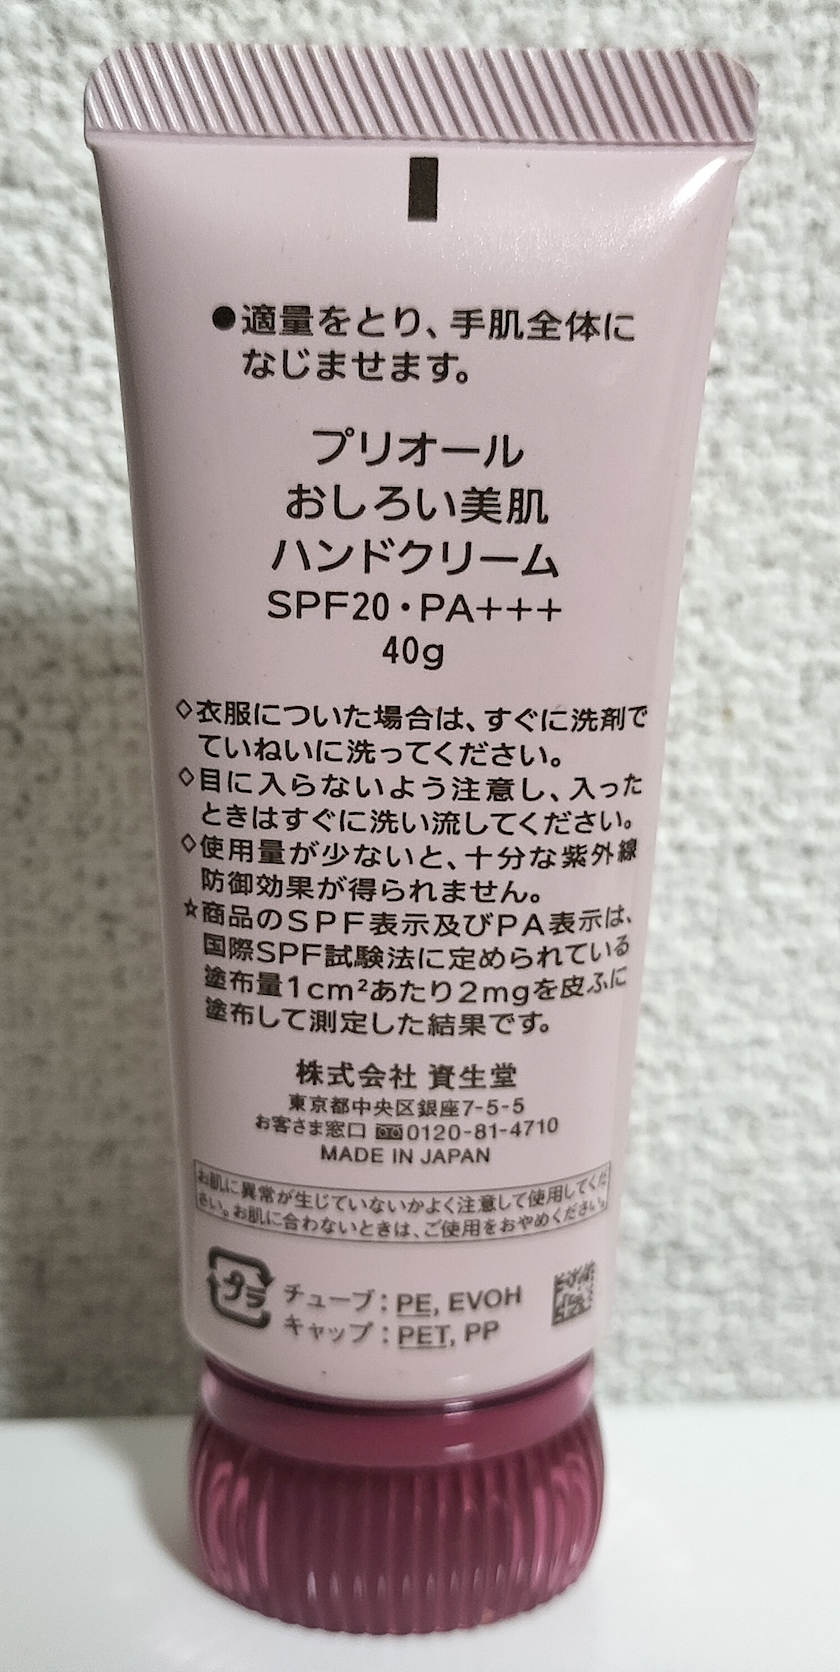 ●適量をとり、手肌全体に
なじませます。
プリオール
おしろい美肌
ハンドクリーム
SPF20・PA+++
40g
◇衣服についた場合は、すぐに洗剤で
ていねいに洗ってください。
◇目に入らないよう注意し、入った
ときはすぐに洗い流してください。
◇使用量が少ないと、十分な紫外線
防御効果が得られません。
☆商品のSPF表示及びPA表示は、
国際SPF試験法に定められている
塗布量1cm²あたり2mgを皮ふに
塗布して測定した結果です。
株式会社 資生堂
東京都中央区銀座7-5-5
お客さま窓口 0120-81-4710
MADE IN JAPAN
お肌に異常が生じていないかよく注意して使用してくだ
さい。お肌に合わないときは、ご使用をおやめください。
プラ
チューブ：PE, EVOH
キャップ：PET, PP